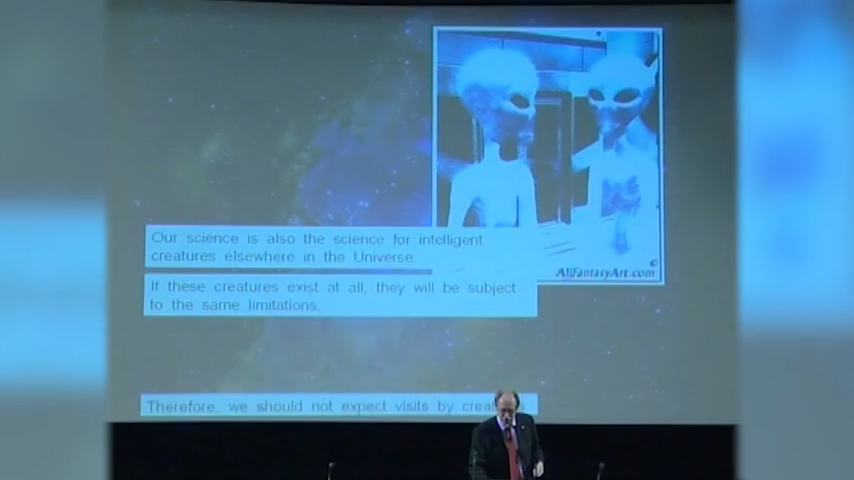 Our science is also the science for intelligent
creatures elsewhere in the Universe.
©
AllFantasyArt.com
If these creatures exist at all, they will be subject
to the same limitations.
Therefore, we should not expect visits by